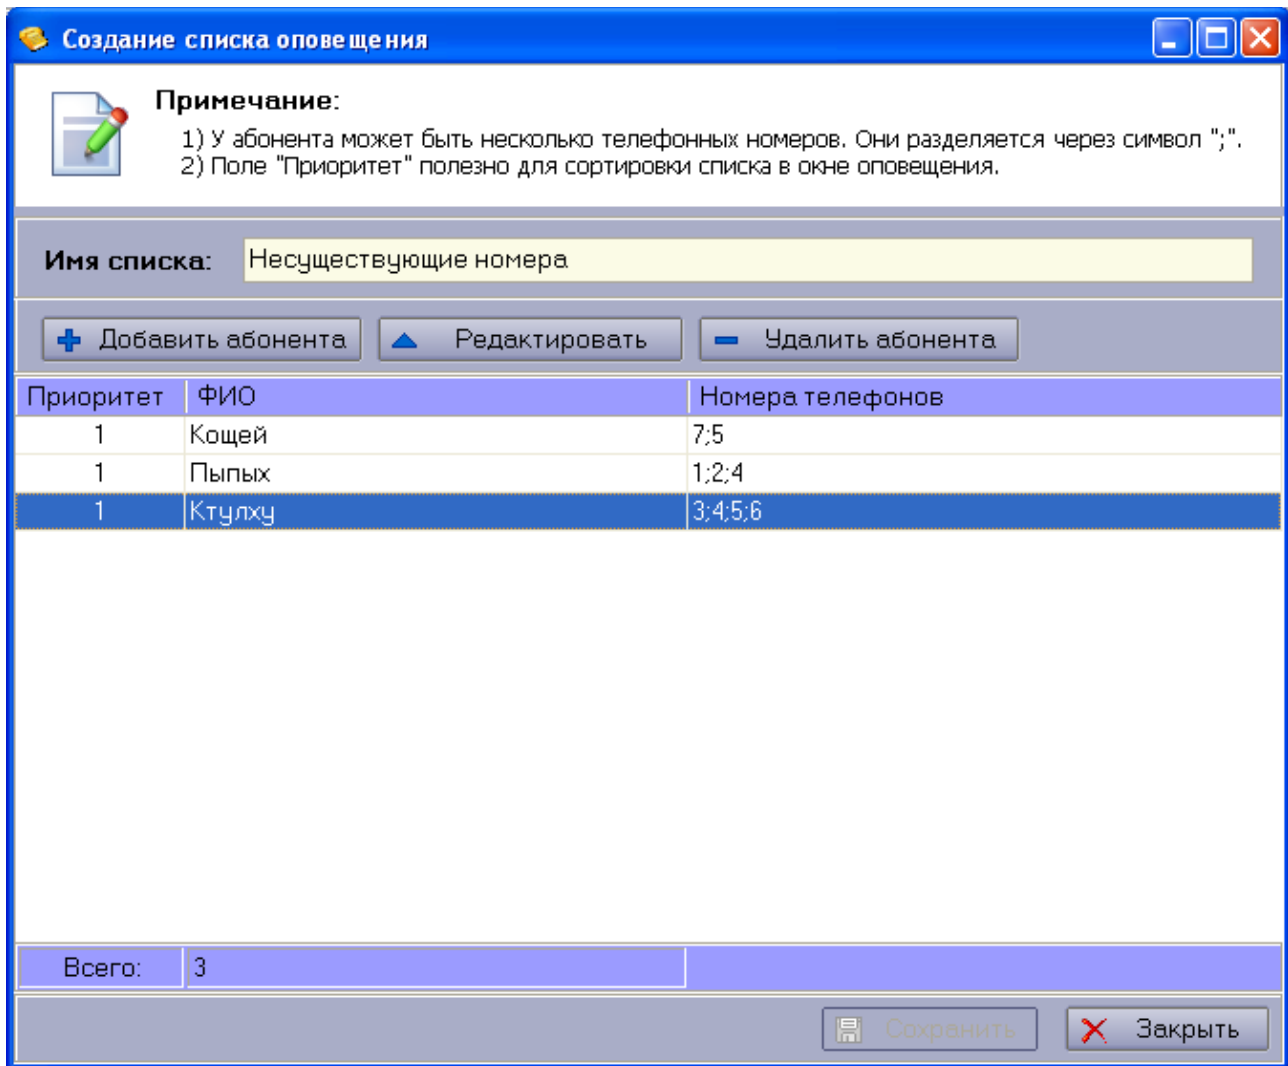 Создание списка оповещения
Примечание:
1) У абонента может быть несколько телефонных номеров. Они разделяется через символ ";".
2) Поле "Приоритет" полезно для сортировки списка в окне оповещения.
Имя списка: Несуществующие номера
Добавить абонента Редактировать Удалить абонента
Приоритет ФИО Номера телефонов
1 Кощей 7;5
1 Пыпых 1;2;4
1 Ктулху 3;4;5;6
Всего: 3
Сохранить Закрыть